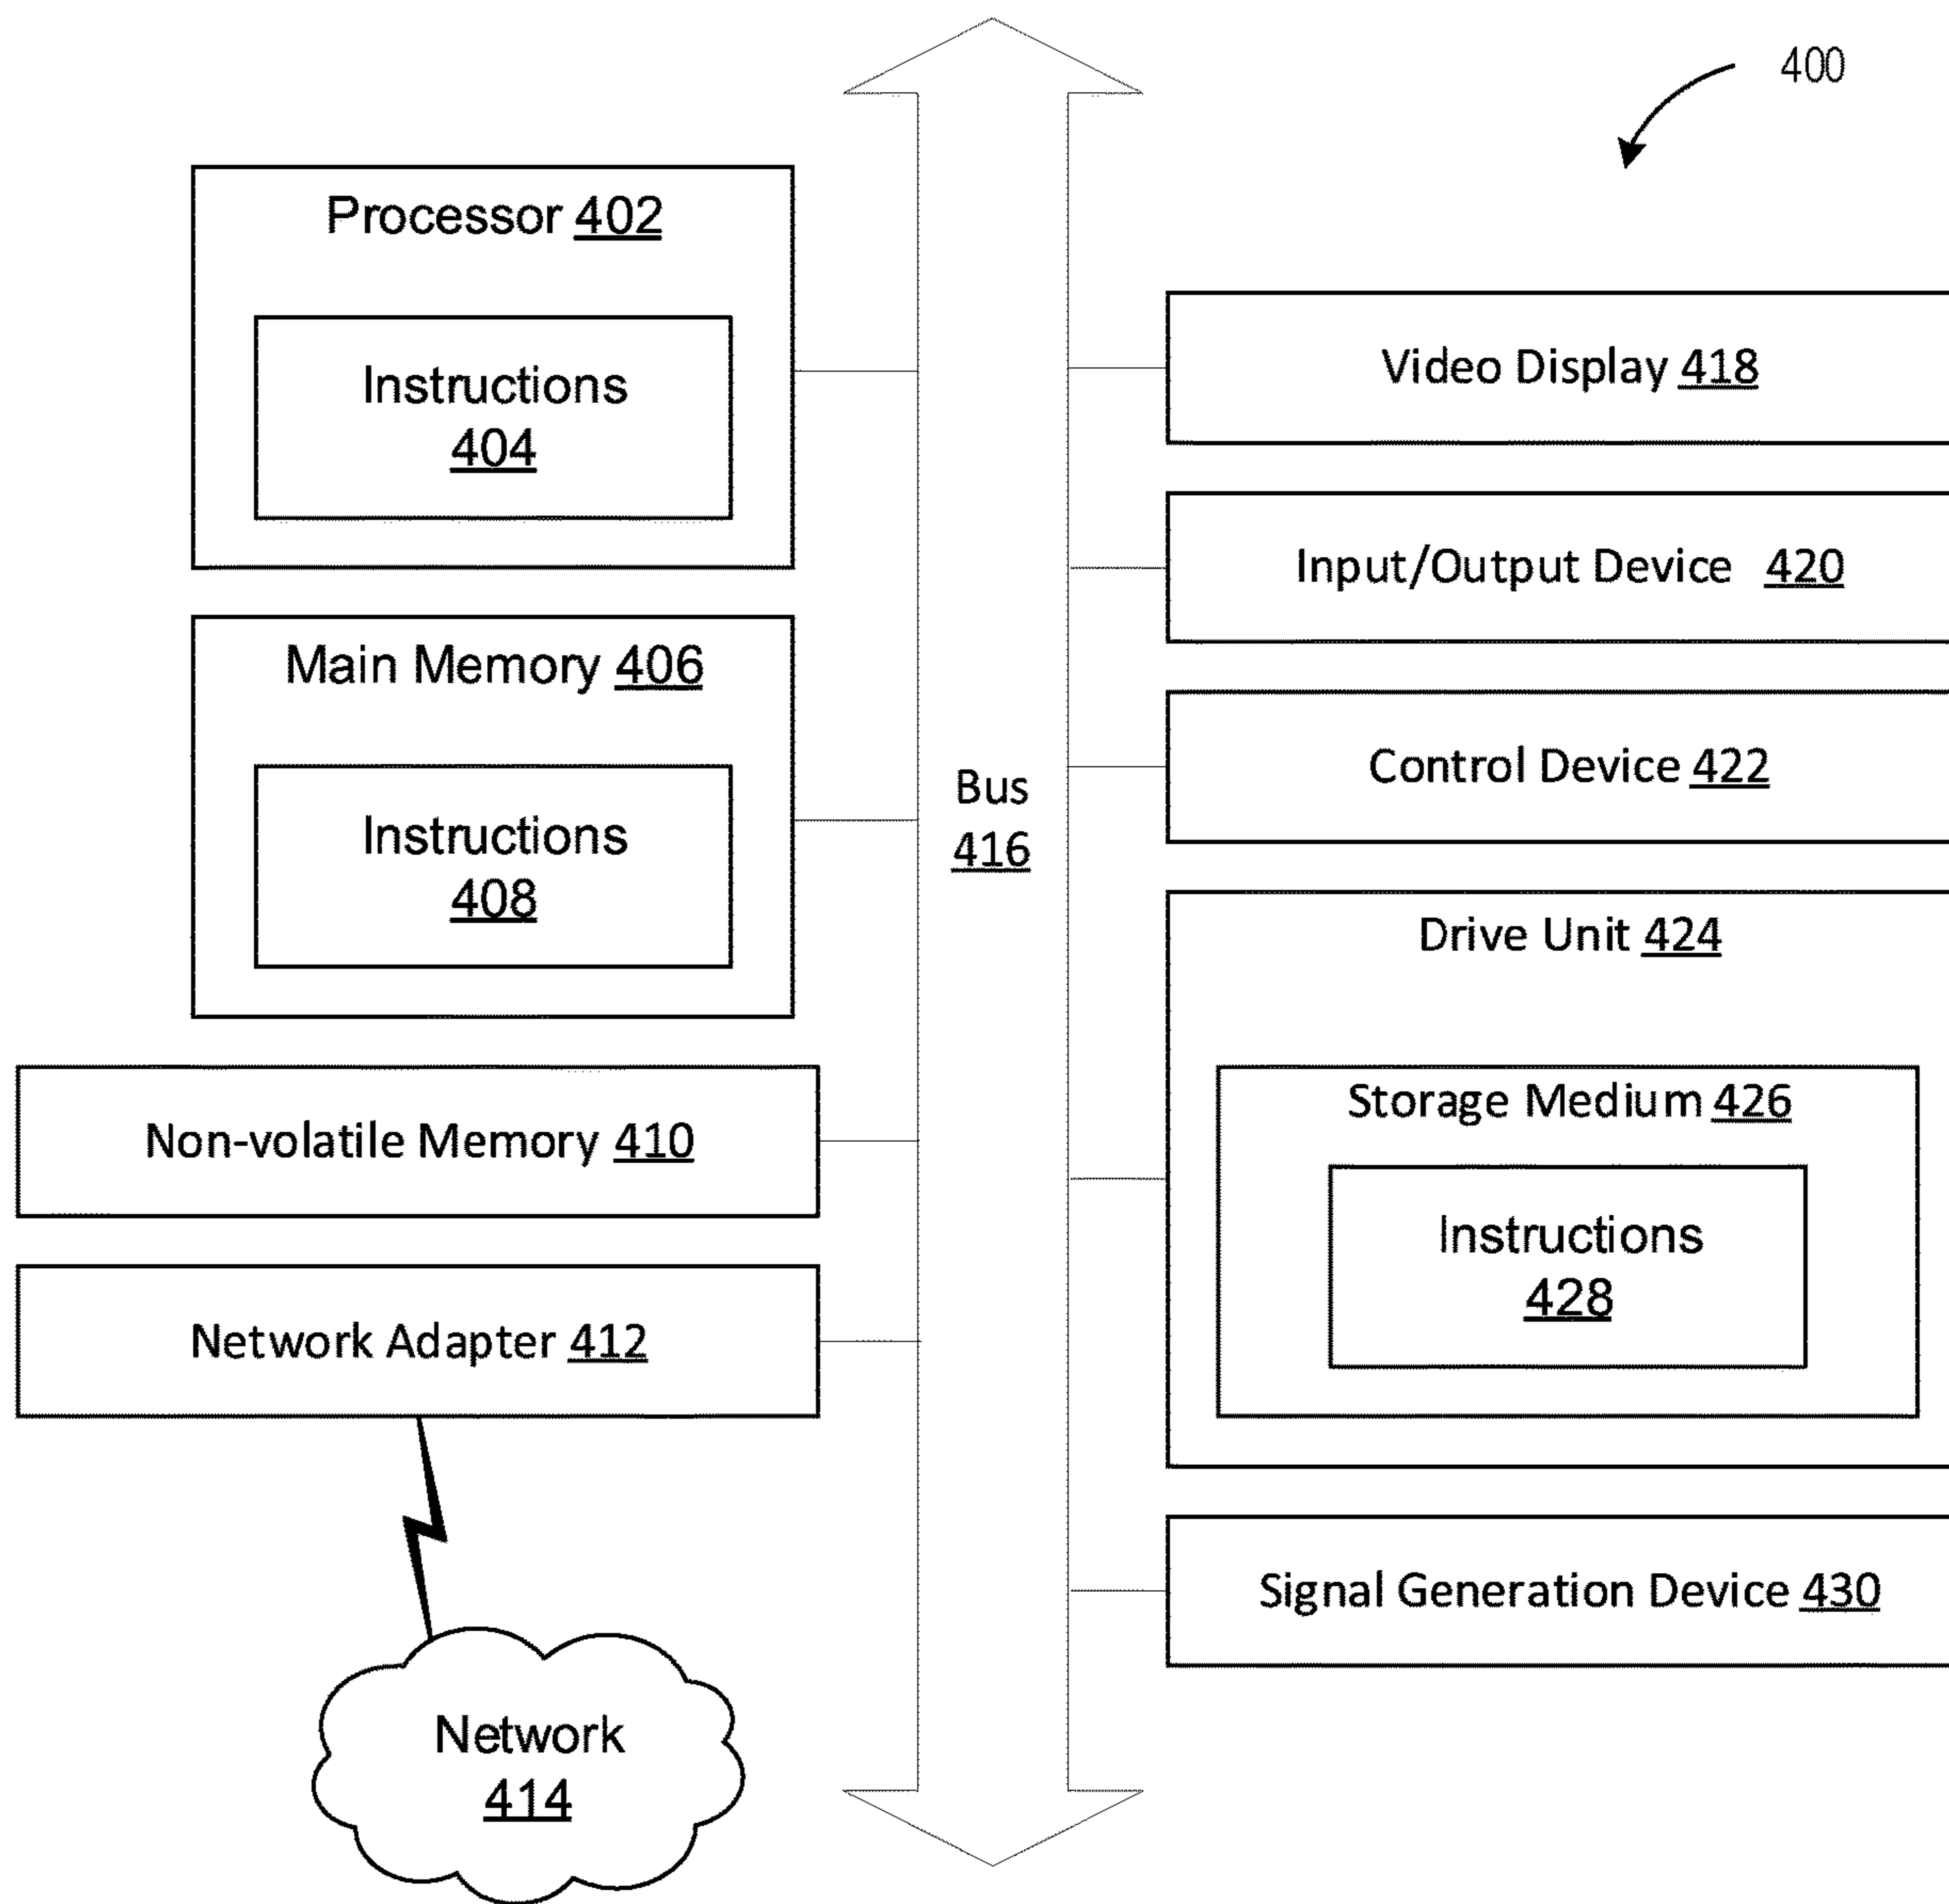 400
Processor 402
Instructions
404
Main Memory 406
Instructions
408
Non-volatile Memory 410
Network Adapter 412
Network
414
Bus
416
Video Display 418
Input/Output Device 420
Control Device 422
Drive Unit 424
Storage Medium 426
Instructions
428
Signal Generation Device 430